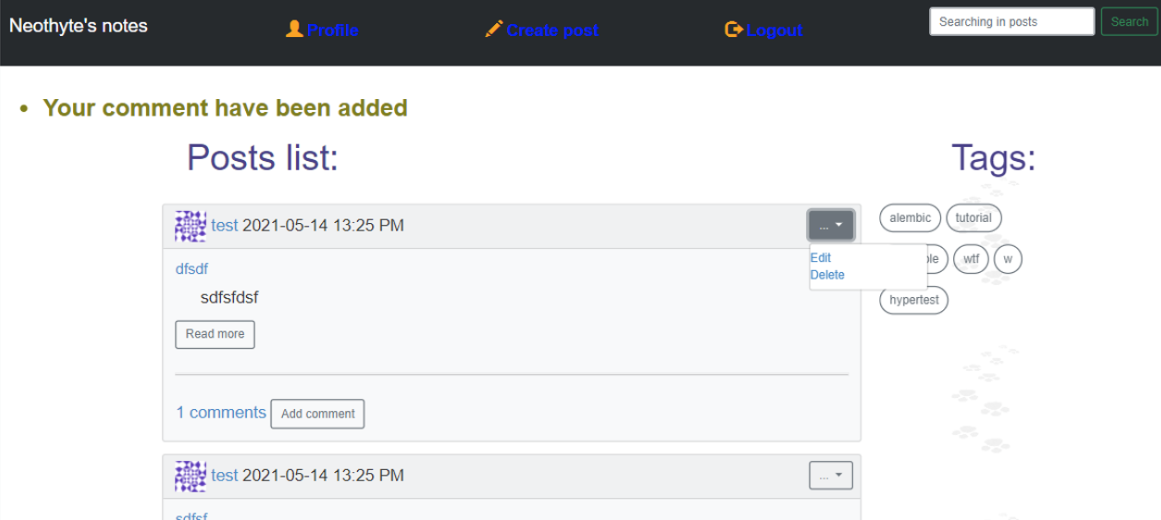 Neothyte's notes Profile Create post Logout Searching in posts Search
Your comment have been added
Posts list: Tags:
test 2021-05-14 13:25 PM ...
alembic tutorial
dfsdf
Edit
Delete
wtf w
sdfsfdsf
hypertest
Read more
1 comments Add comment
test 2021-05-14 13:25 PM ...
sdfsf